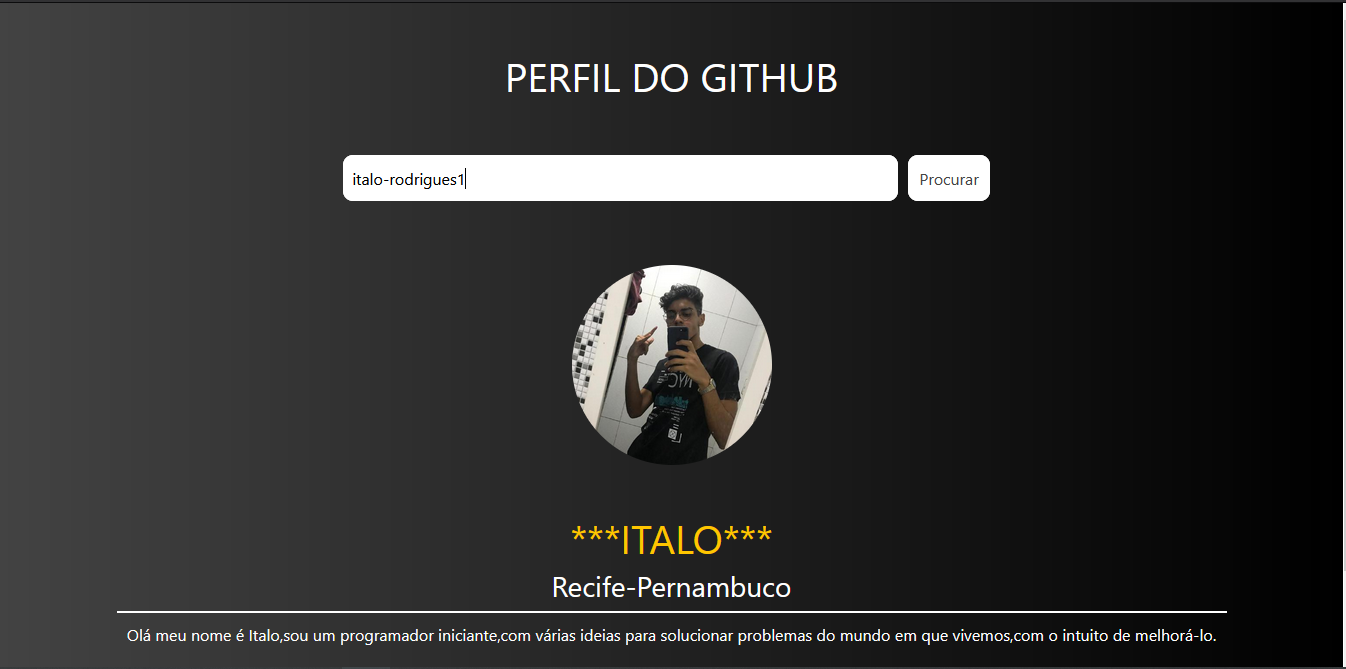 PERFIL DO GITHUB
italo-rodrigues1
Procurar
***ITALO***
Recife-Pernambuco
Olá meu nome é Italo,sou um programador iniciante,com várias ideias para solucionar problemas do mundo em que vivemos,com o intuito de melhorá-lo.